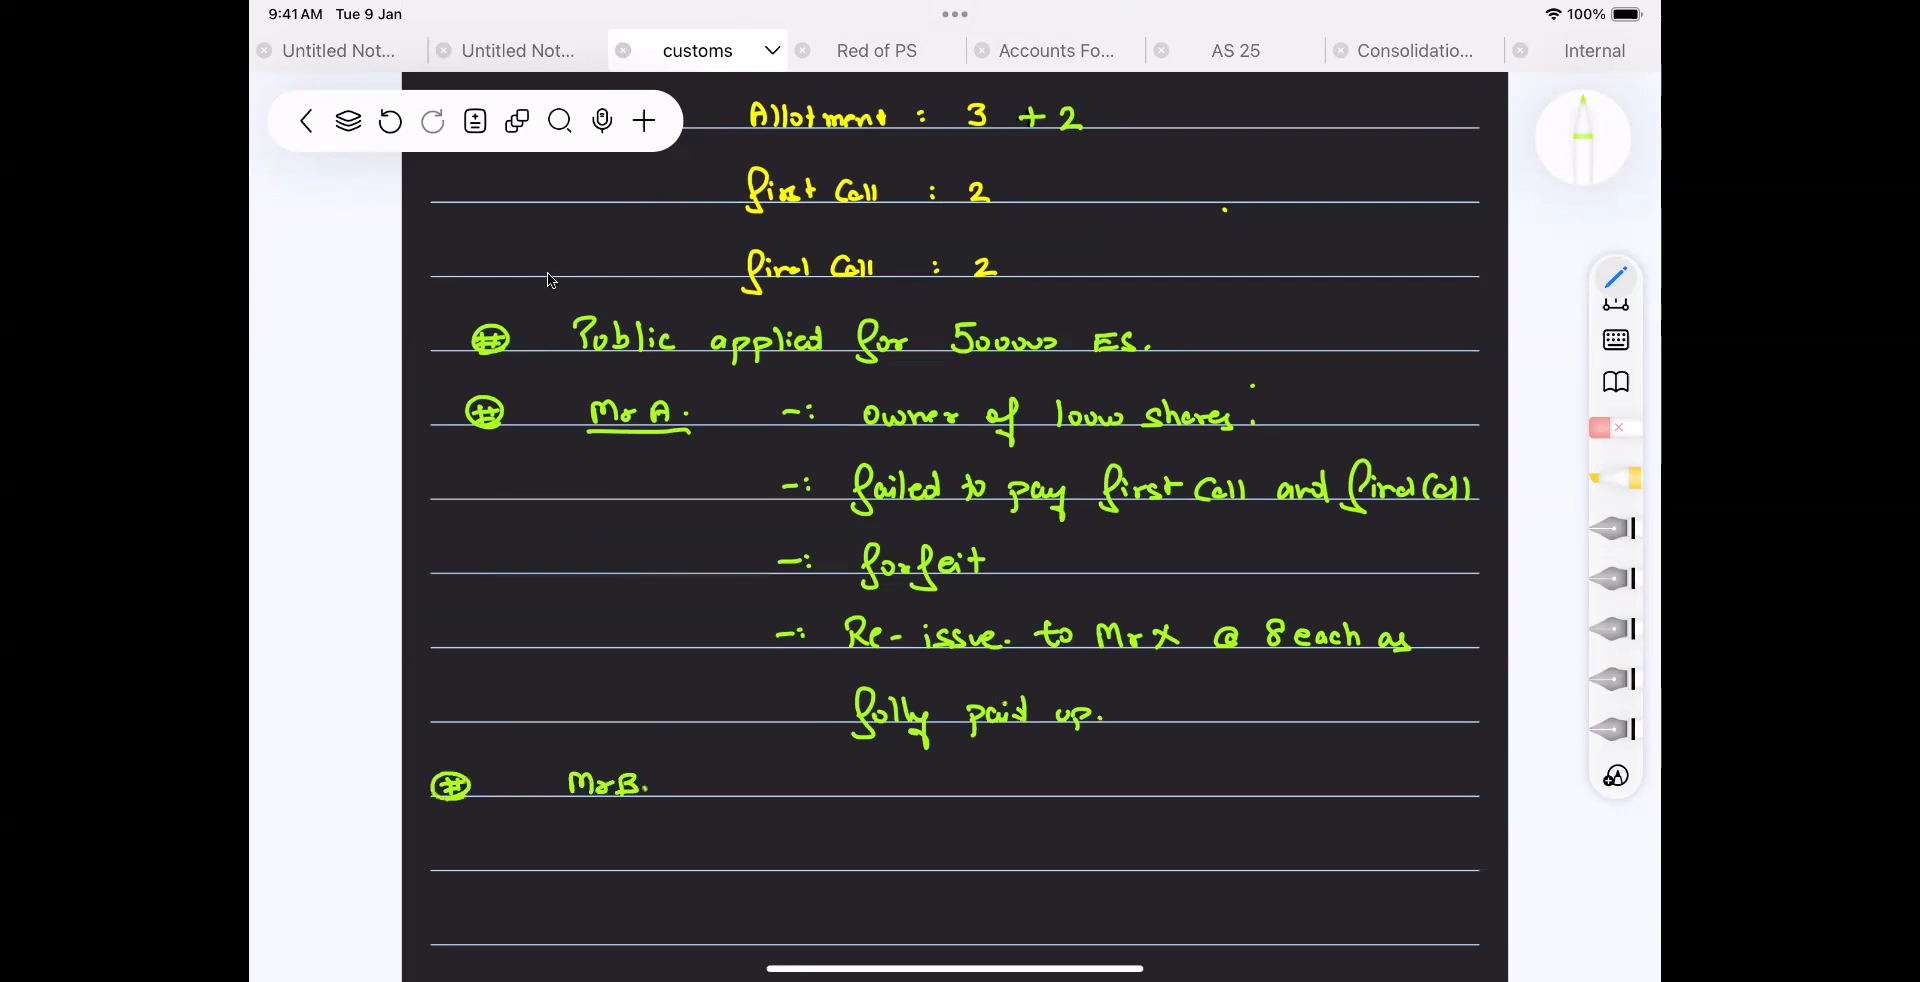 9:41 AM Tue 9 Jan
100%
Untitled Not... Untitled Not... customs Red of PS Accounts Fo... AS 25 Consolidatio... Internal
Allotment : 3 + 2
first Call : 2
final Call : 2
Public applied for 50000 ES.
Mr A. -: owner of 1000 shares.
-: failed to pay first Call and final Call
-: forfeit
-: Re-issue. to Mr X @ 8 each as
fully paid up.
Mr B.